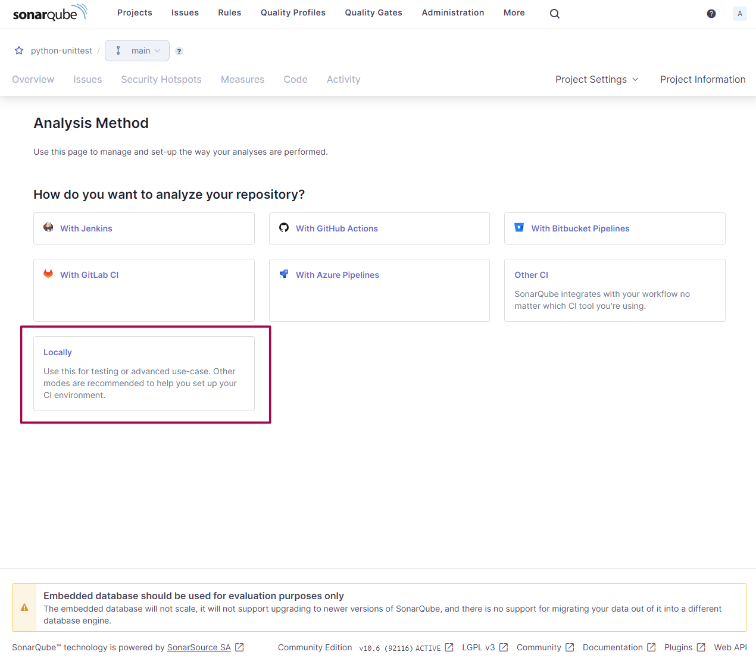 sonarqube Projects Issues Rules Quality Profiles Quality Gates Administration More ? A
python-unittest / main ?
Overview Issues Security Hotspots Measures Code Activity Project Settings Project Information
Analysis Method
Use this page to manage and set-up the way your analyses are performed.
How do you want to analyze your repository?
With Jenkins With GitHub Actions With Bitbucket Pipelines
With GitLab CI With Azure Pipelines Other CI
SonarQube integrates with your workflow no
matter which CI tool you're using.
Locally
Use this for testing or advanced use-case. Other
modes are recommended to help you set up your
CI environment.
Embedded database should be used for evaluation purposes only
The embedded database will not scale, it will not support upgrading to newer versions of SonarQube, and there is no support for migrating your data out of it into a different
database engine.
SonarQube™ technology is powered by SonarSource SA Community Edition v10.6 (92116) ACTIVE LGPL v3 Community Documentation Plugins Web API